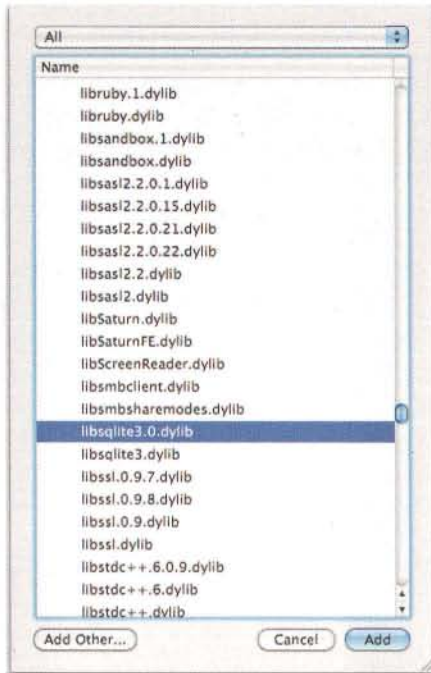 All
Name
libruby.1.dylib
libruby.dylib
libsandbox.1.dylib
libsandbox.dylib
libsasl2.2.0.1.dylib
libsasl2.2.0.15.dylib
libsasl2.2.0.21.dylib
libsasl2.2.0.22.dylib
libsasl2.2.dylib
libsasl2.dylib
libSaturn.dylib
libSaturnFE.dylib
libScreenReader.dylib
libsmbclient.dylib
libsmbsharemodes.dylib
libsqlite3.0.dylib
libsqlite3.dylib
libssl.0.9.7.dylib
libssl.0.9.8.dylib
libssl.0.9.dylib
libssl.dylib
libstdc++.6.0.9.dylib
libstdc++.6.dylib
libstdc++.dylib
Add Other...
Cancel
Add